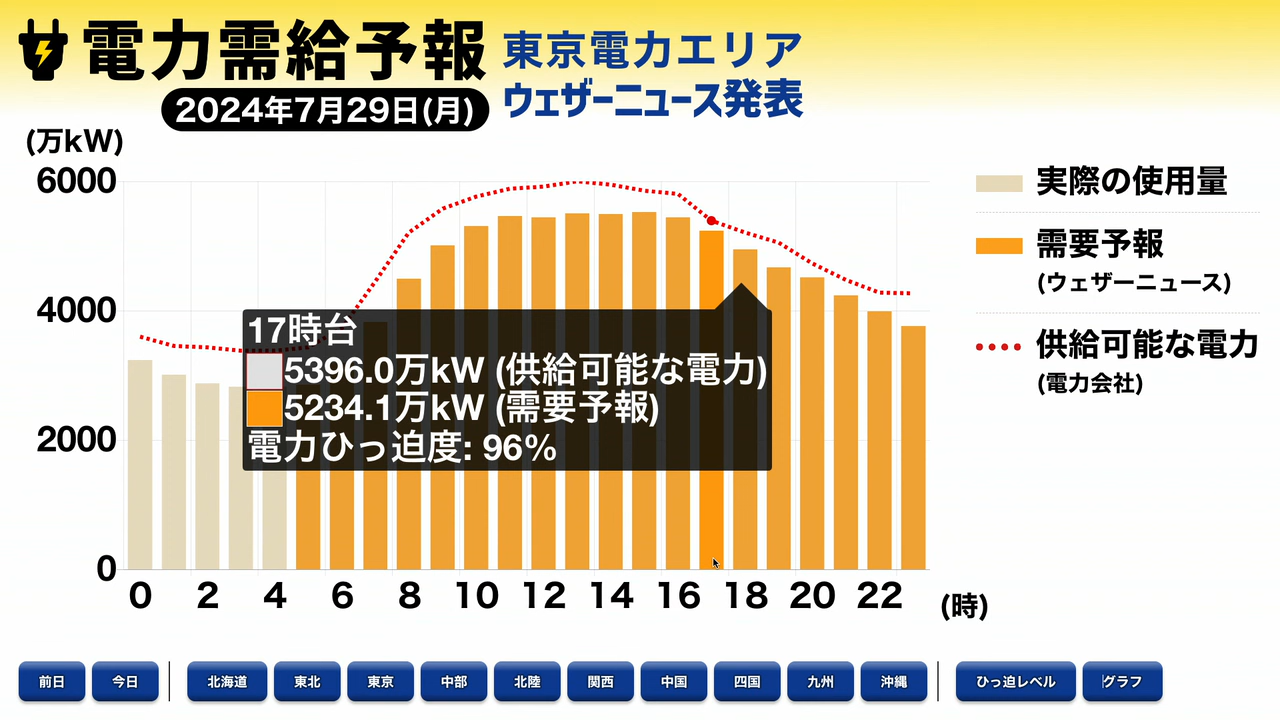 電力需給予報
東京電力エリア
ウェザーニュース発表
2024年7月29日(月)
(万kW)
6000
4000
2000
0
17時台
5396.0万kW (供給可能な電力)
5234.1万kW (需要予報)
電力ひっ迫度: 96%
0 2 4 6 8 10 12 14 16 18 20 22 (時)
実際の使用量
需要予報
(ウェザーニュース)
供給可能な電力
(電力会社)
前日 今日 北海道 東北 東京 中部 北陸 関西 中国 四国 九州 沖縄 ひっ迫レベル グラフ